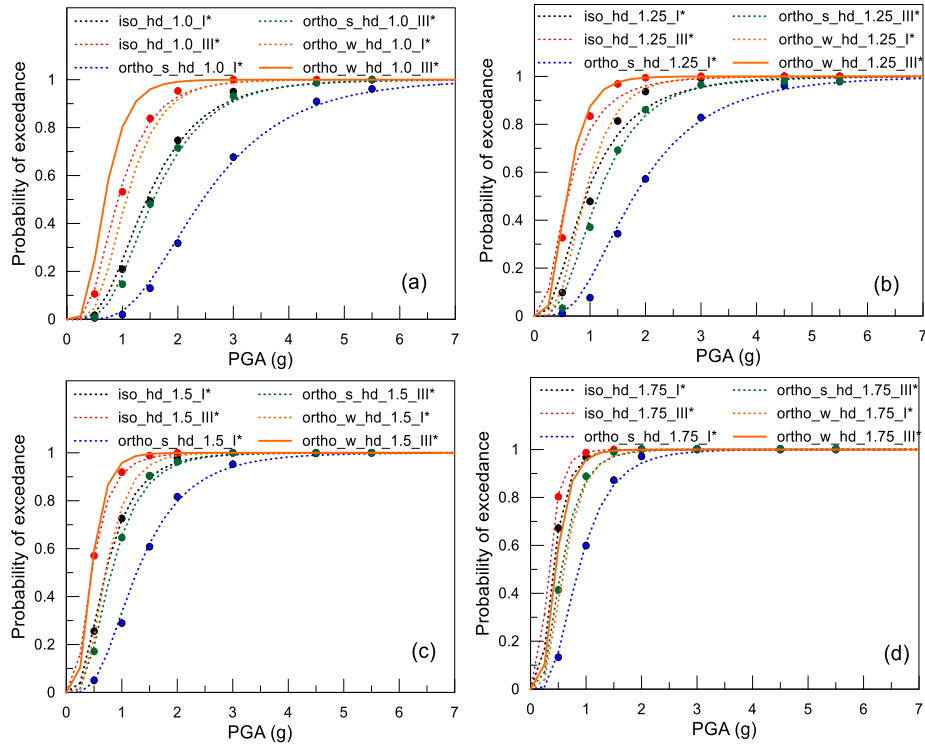 iso_hd_1.0_I* ortho_s_hd_1.0_III*
iso_hd_1.0_III* ortho_w_hd_1.0_I*
ortho_s_hd_1.0_I* ortho_w_hd_1.0_III*
Probability of exceedance
1
0.8
0.6
0.4
0.2
0
(a)
0 1 2 3 4 5 6 7
PGA (g)
iso_hd_1.25_I* ortho_s_hd_1.25_III*
iso_hd_1.25_III* ortho_w_hd_1.25_I*
ortho_s_hd_1.25_I* ortho_w_hd_1.25_III*
Probability of exceedance
1
0.8
0.6
0.4
0.2
0
(b)
0 1 2 3 4 5 6 7
PGA (g)
iso_hd_1.5_I* ortho_s_hd_1.5_III*
iso_hd_1.5_III* ortho_w_hd_1.5_I*
ortho_s_hd_1.5_I* ortho_w_hd_1.5_III*
Probability of exceedance
1
0.8
0.6
0.4
0.2
0
(c)
0 1 2 3 4 5 6 7
PGA (g)
iso_hd_1.75_I* ortho_s_hd_1.75_III*
iso_hd_1.75_III* ortho_w_hd_1.75_I*
ortho_s_hd_1.75_I* ortho_w_hd_1.75_III*
Probability of exceedance
1
0.8
0.6
0.4
0.2
0
(d)
0 1 2 3 4 5 6 7
PGA (g)